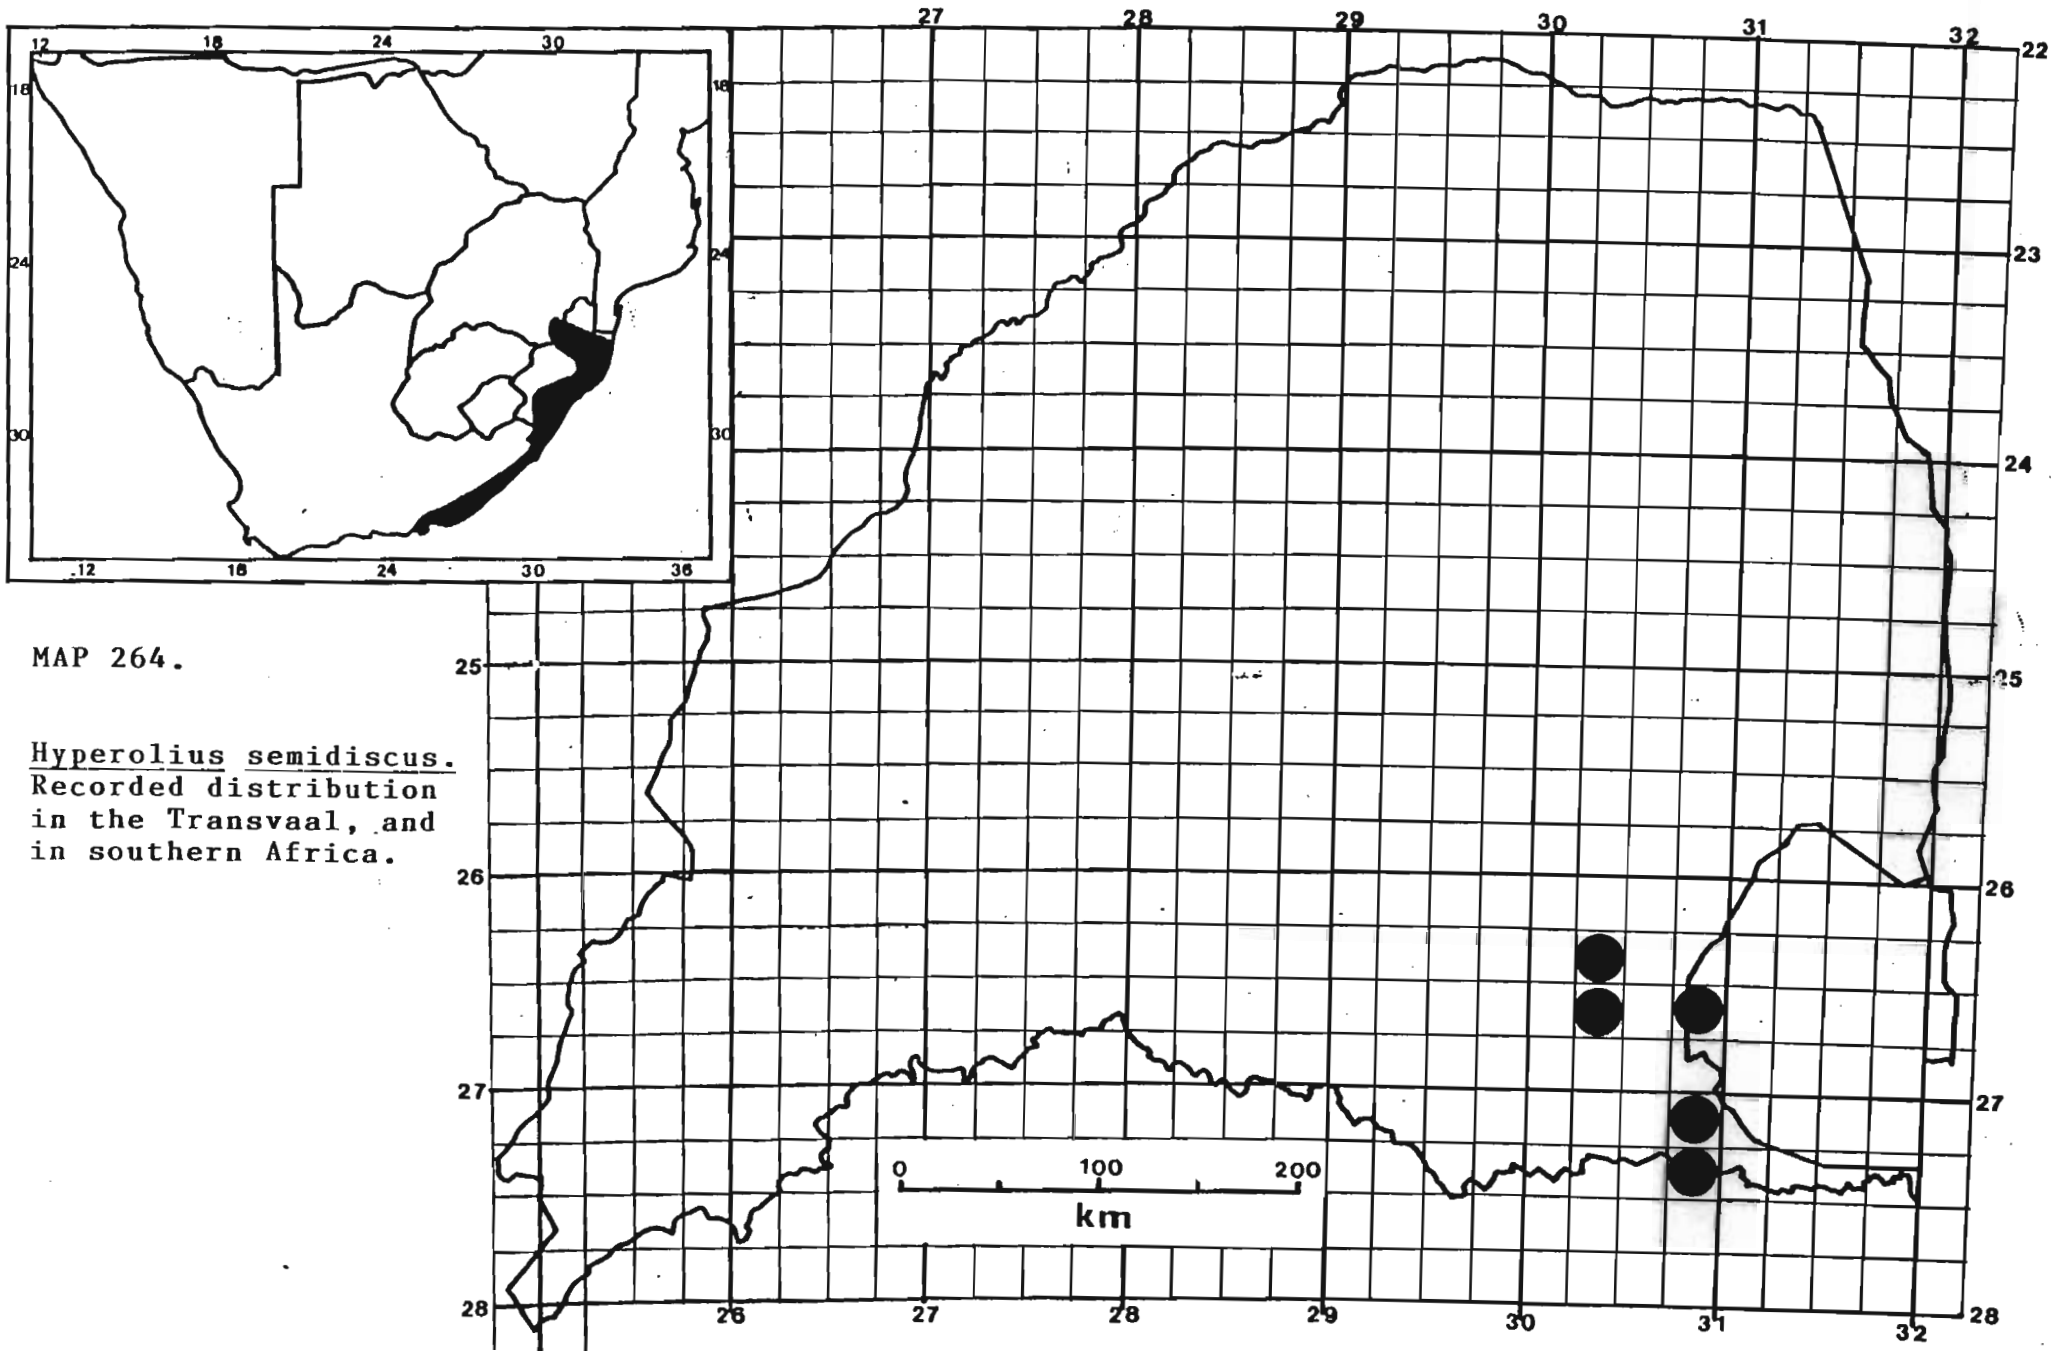 27 28 29 30 31 32 22
12 18 24 30
18 18
24 24
23
30 30
24
12 18 24 30 36
MAP 264.
25 25
Hyperolius semidiscus.
Recorded distribution
in the Transvaal, and
in southern Africa.
26 26
27 27
0 100 200
km
28 28
26 27 28 29 30 31 32